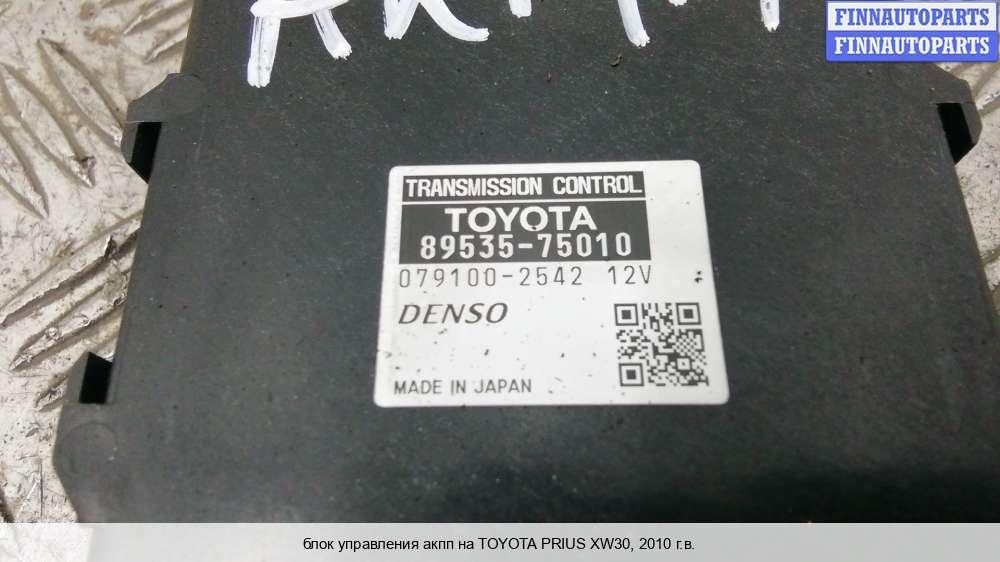 FINNAUTOPARTS
FINNAUTOPARTS
TRANSMISSION CONTROL
TOYOTA
89535-75010
079100-2542 12V
DENSO
MADE IN JAPAN
блок управления акпп на TOYOTA PRIUS XW30, 2010 г.в.